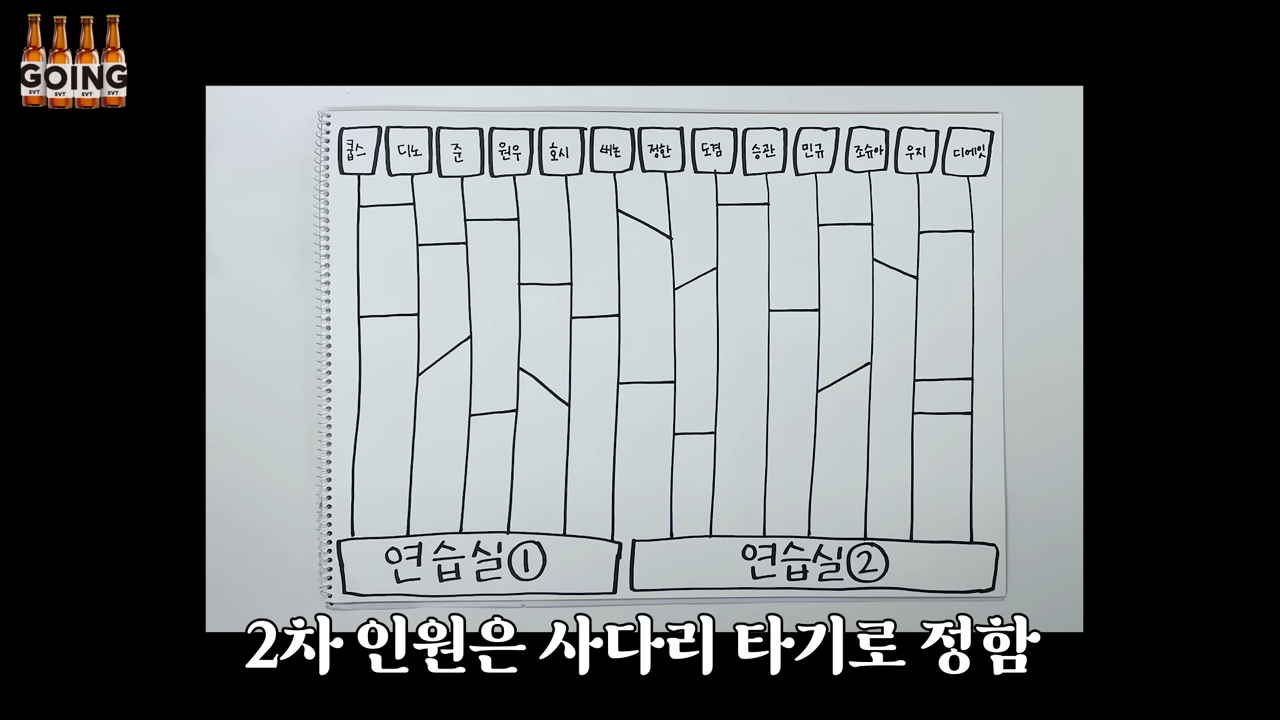 GOING
SVT SVT SVT
쿱스 디노 준 원우 호시 버논 정한 도겸 승관 민규 조슈아 우지 디에잇
연습실① 연습실②
2차 인원은 사다리 타기로 정함